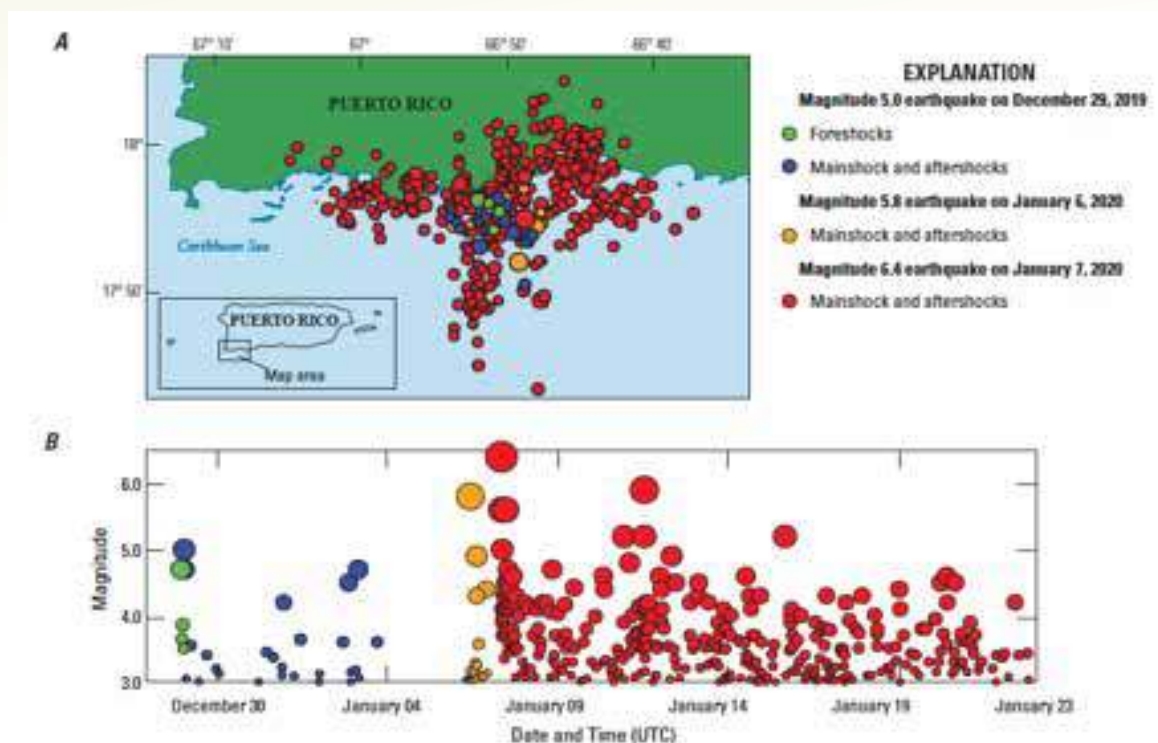 A
67° 10'
67°
66° 50'
66° 40'
PUERTO RICO
18°
Caribbean Sea
17° 50'
PUERTO RICO
Map area
EXPLANATION
Magnitude 5.0 earthquake on December 29, 2019
Foreshocks
Mainshock and aftershocks
Magnitude 5.8 earthquake on January 6, 2020
Mainshock and aftershocks
Magnitude 6.4 earthquake on January 7, 2020
Mainshock and aftershocks
B
6.0
5.0
4.0
3.0
Magnitude
December 30
January 04
January 09
January 14
January 19
January 23
Date and Time (UTC)